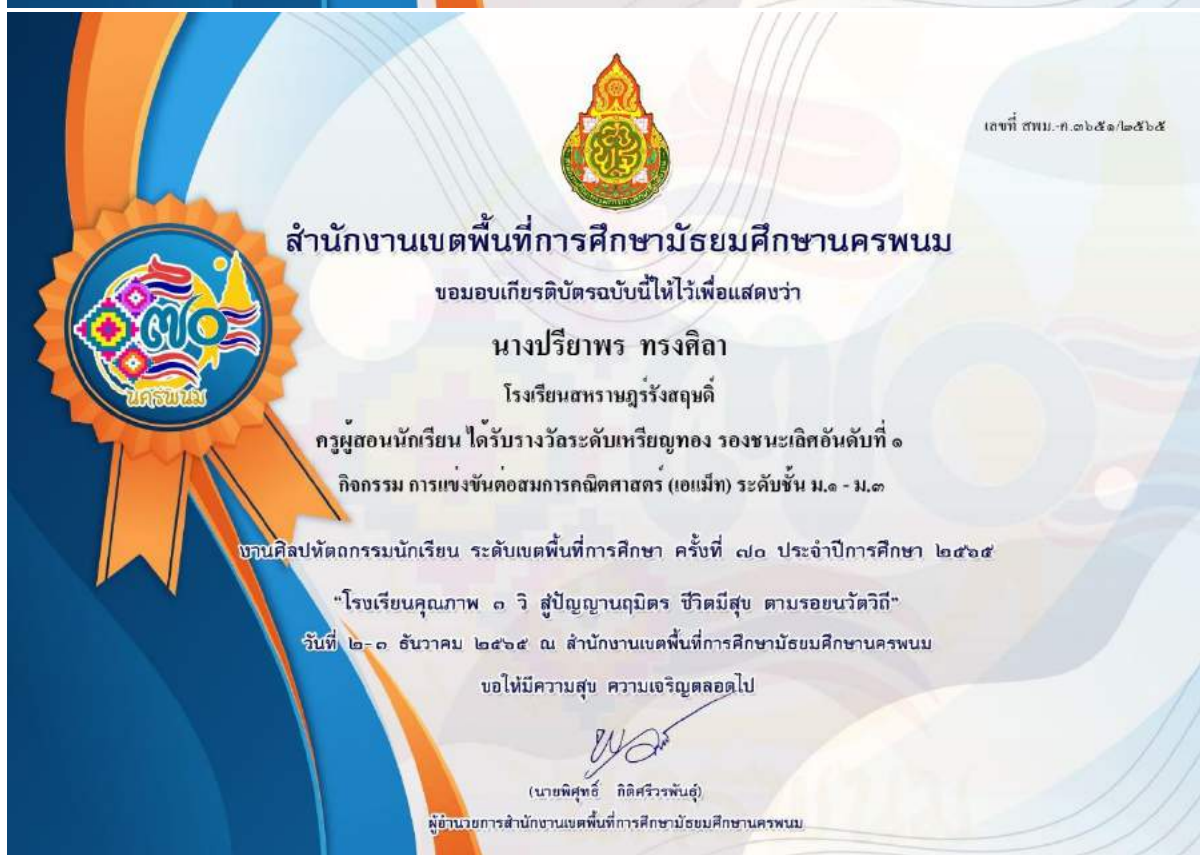 เลขที่ สพม.-ค.๓๖๕๑/๒๕๖๕
สำนักงานเขตพื้นที่การศึกษามัธยมศึกษานครพนม
ขอมอบเกียรติบัตรฉบับนี้ให้ไว้เพื่อแสดงว่า
นางปรียาพร ทรงศิลา
โรงเรียนสหราษฎร์รังสฤษดิ์
ครูผู้สอนนักเรียน ได้รับรางวัลระดับเหรียญทอง รองชนะเลิศอันดับที่ ๑
กิจกรรม การแข่งขันต่อสมการคณิตศาสตร์ (เอแม็ท) ระดับชั้น ม.๑ - ม.๓
งานศิลปหัตถกรรมนักเรียน ระดับเขตพื้นที่การศึกษา ครั้งที่ ๗๐ ประจำปีการศึกษา ๒๕๖๕
"โรงเรียนคุณภาพ ๓ วิ สู่ปัญญานฤมิตร ชีวิตมีสุข ตามรอยนวัตวิถี"
วันที่ ๒-๓ ธันวาคม ๒๕๖๕ ณ สำนักงานเขตพื้นที่การศึกษามัธยมศึกษานครพนม
ขอให้มีความสุข ความเจริญตลอดไป
(นายพิศุทธิ์ กิติศรีวรพันธุ์)
ผู้อำนวยการสำนักงานเขตพื้นที่การศึกษามัธยมศึกษานครพนม
๗๐
นครพนม